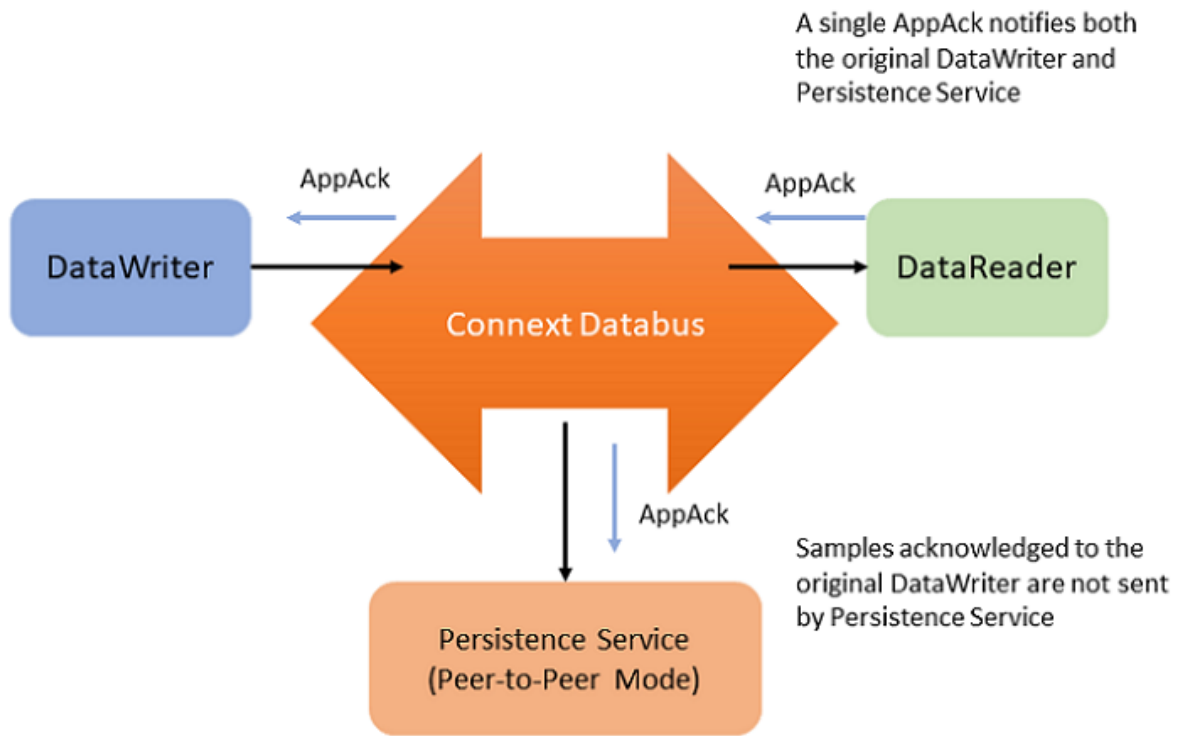 A single AppAck notifies both
the original DataWriter and
Persistence Service
AppAck
AppAck
DataWriter
DataReader
Connext Databus
AppAck
Samples acknowledged to the
original DataWriter are not sent
by Persistence Service
Persistence Service
(Peer-to-Peer Mode)